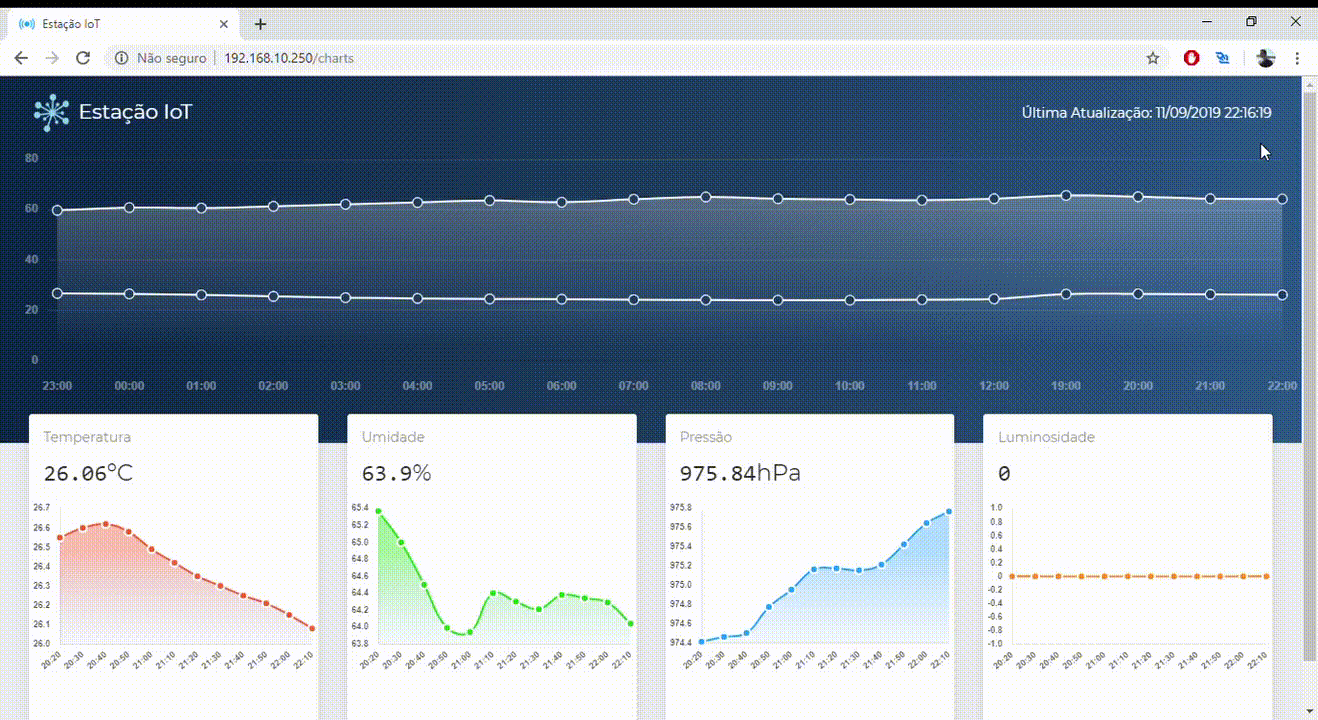 Estação IoT
Não seguro | 192.168.10.250/charts
Estação IoT
Última Atualização: 11/09/2019 22:16:19
80
60
40
20
0
23:00 00:00 01:00 02:00 03:00 04:00 05:00 06:00 07:00 08:00 09:00 10:00 11:00 12:00 19:00 20:00 21:00 22:00
Temperatura
26.06ºC
26.7
26.6
26.5
26.4
26.3
26.2
26.1
26.0
20:20 20:30 20:40 20:50 21:00 21:10 21:20 21:30 21:40 21:50 22:00 22:10
Umidade
63.9%
65.4
65.2
65.0
64.8
64.6
64.4
64.2
64.0
63.8
20:20 20:30 20:40 20:50 21:00 21:10 21:20 21:30 21:40 21:50 22:00 22:10
Pressão
975.84hPa
975.8
975.6
975.4
975.2
975.0
974.8
974.6
974.4
20:20 20:30 20:40 20:50 21:00 21:10 21:20 21:30 21:40 21:50 22:00 22:10
Luminosidade
0
1.0
0.8
0.6
0.4
0.2
0
-0.2
-0.4
-0.6
-0.8
-1.0
20:20 20:30 20:40 20:50 21:00 21:10 21:20 21:30 21:40 21:50 22:00 22:10